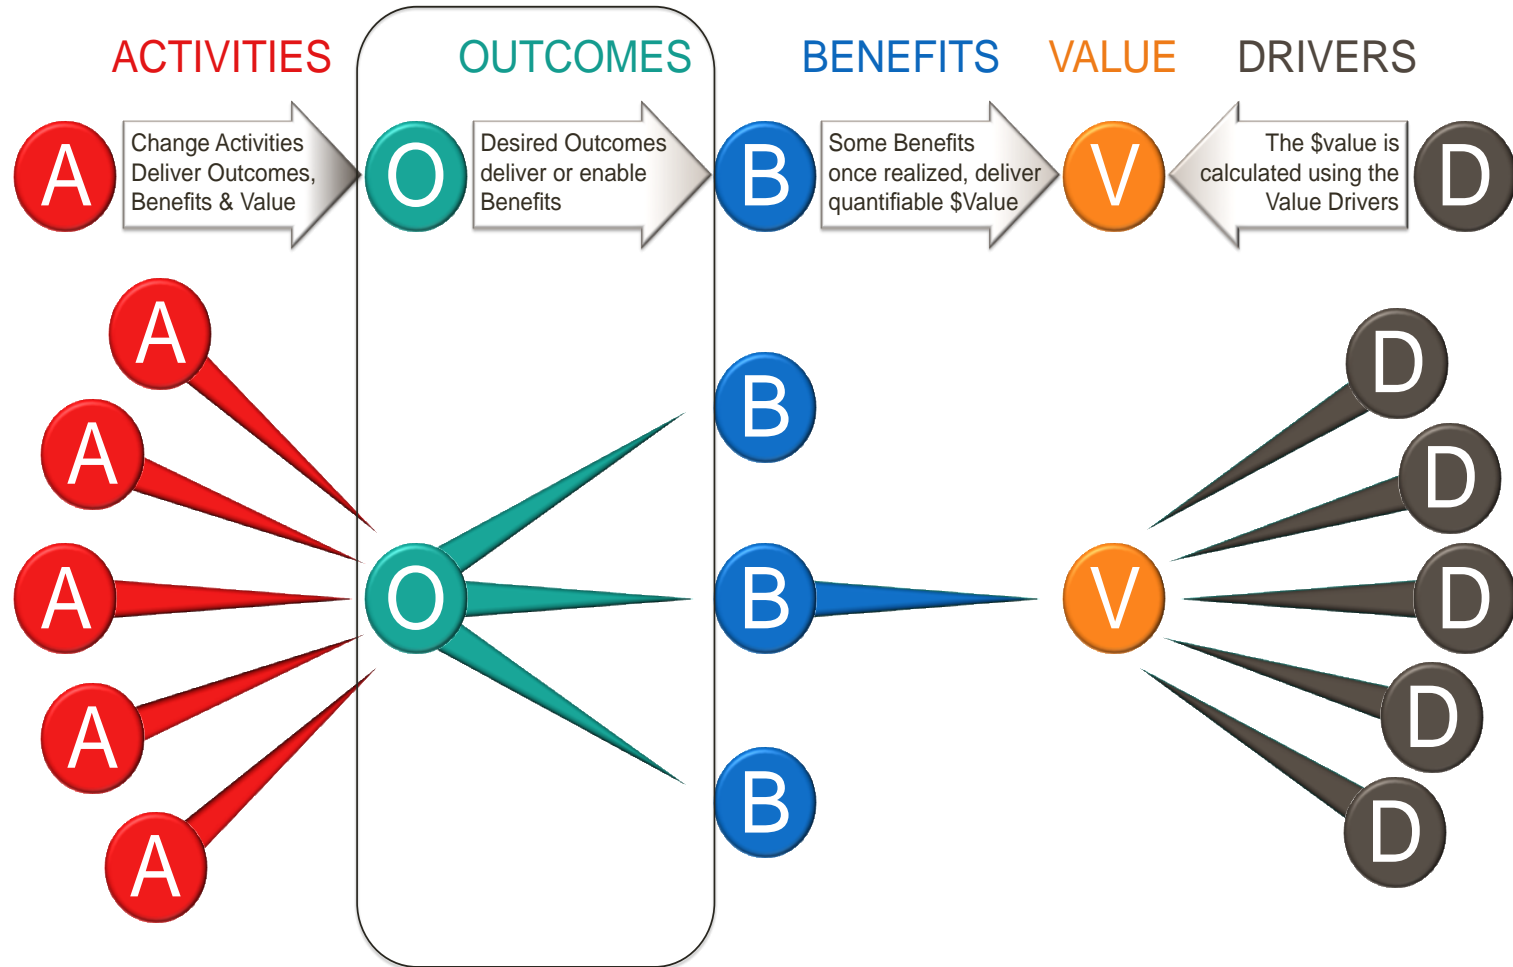 ACTIVITIES
OUTCOMES
BENEFITS
VALUE
DRIVERS
A
Change Activities
Deliver Outcomes,
Benefits & Value
O
Desired Outcomes
deliver or enable
Benefits
B
Some Benefits
once realized, deliver
quantifiable $Value
V
The $value is
calculated using the
Value Drivers
D
A
A
A
A
A
O
B
B
B
V
D
D
D
D
D